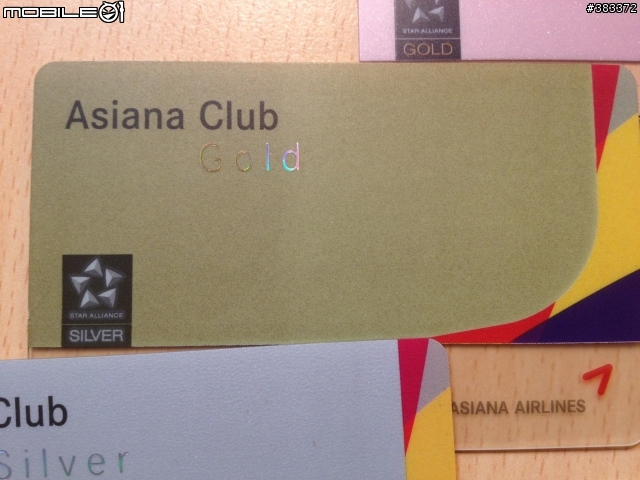 MOBILE01
#383372
STAR ALLIANCE
GOLD
Asiana Club
Gold
STAR ALLIANCE
SILVER
Club
Silver
ASIANA AIRLINES